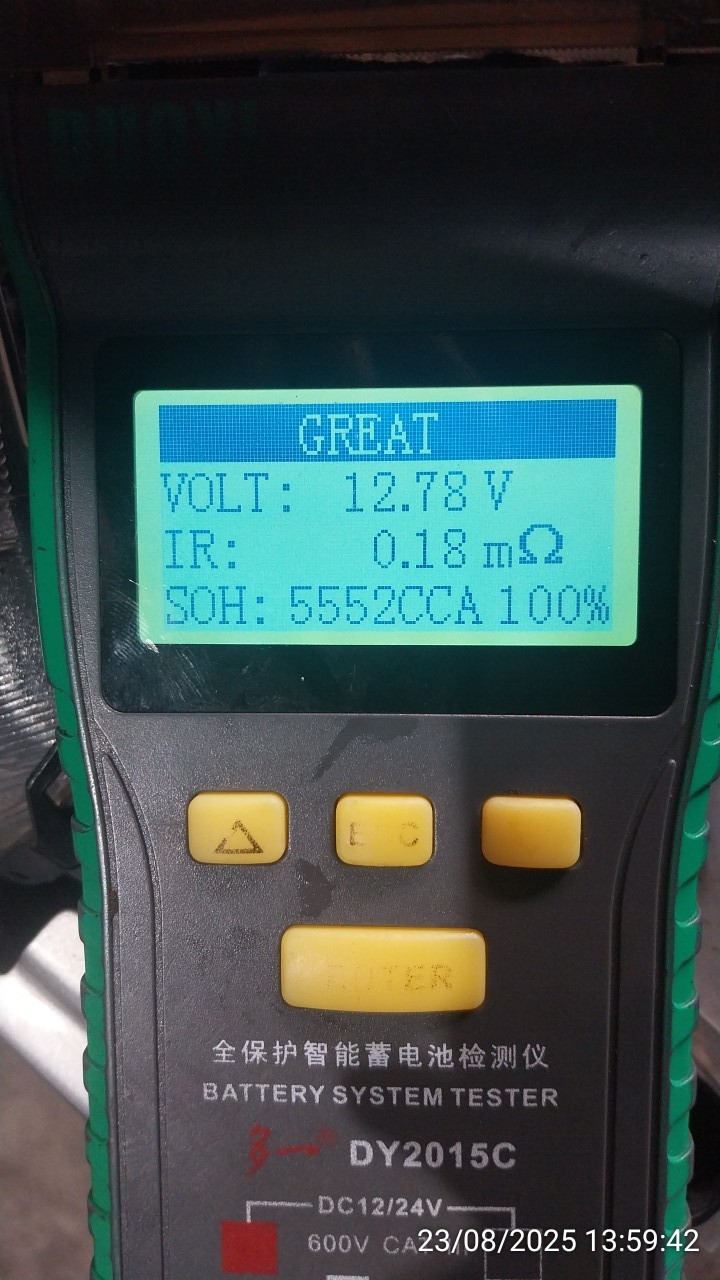 GREAT
VOLT: 12.78 V
IR: 0.18 mΩ
SOH: 5552CCA 100%
全保护智能蓄电池检测仪
BATTERY SYSTEM TESTER
DY2015C
DC12/24V
600V CA
23/08/2025 13:59:42